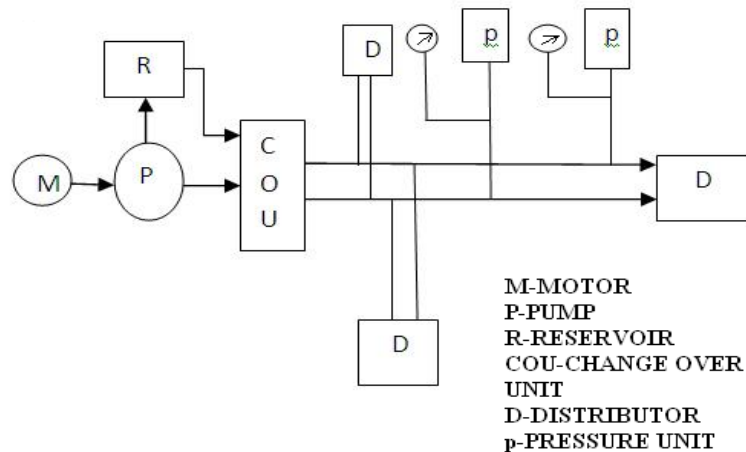 D
p
p
R
C
O
U
M
P
D
D
M-MOTOR
P-PUMP
R-RESERVOIR
COU-CHANGE OVER
UNIT
D-DISTRIBUTOR
p-PRESSURE UNIT